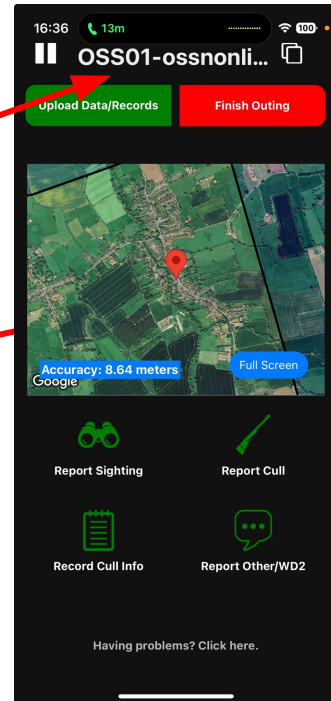 16:36
13m
100
OSS01-ossnonli...
Upload Data/Records
Finish Outing
Accuracy: 8.64 meters
Full Screen
Google
Report Sighting
Report Cull
Record Cull Info
Report Other/WD2
Having problems? Click here.